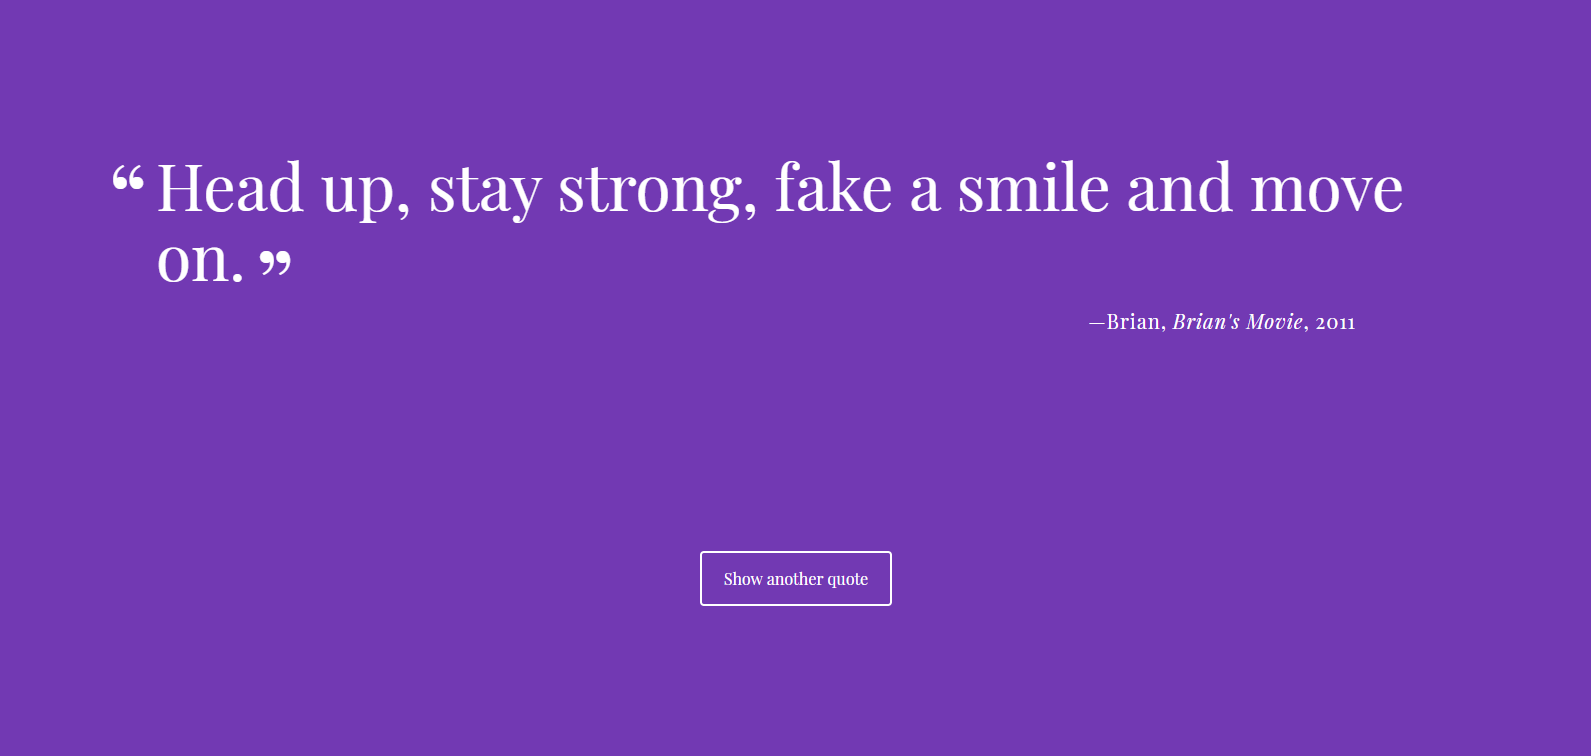 “ Head up, stay strong, fake a smile and move
on. ”
—Brian, Brian's Movie, 2011
Show another quote